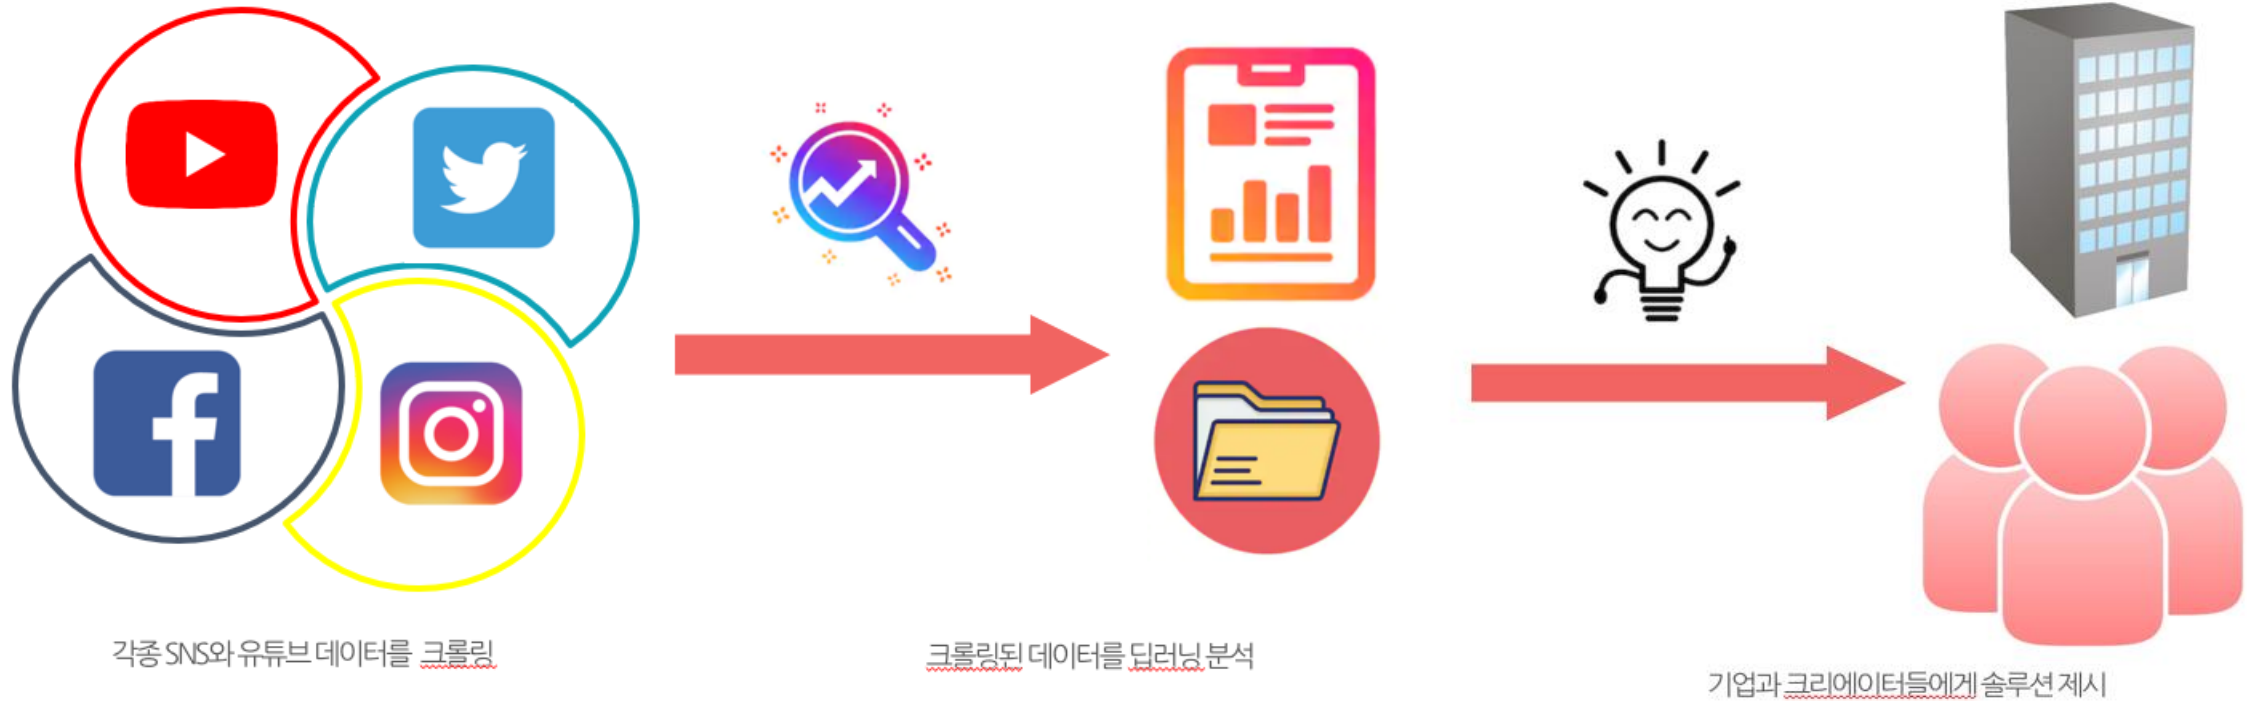 각종 SNS와 유튜브 데이터를 크롤링
크롤링된 데이터를 딥러닝 분석
기업과 크리에이터들에게 솔루션 제시